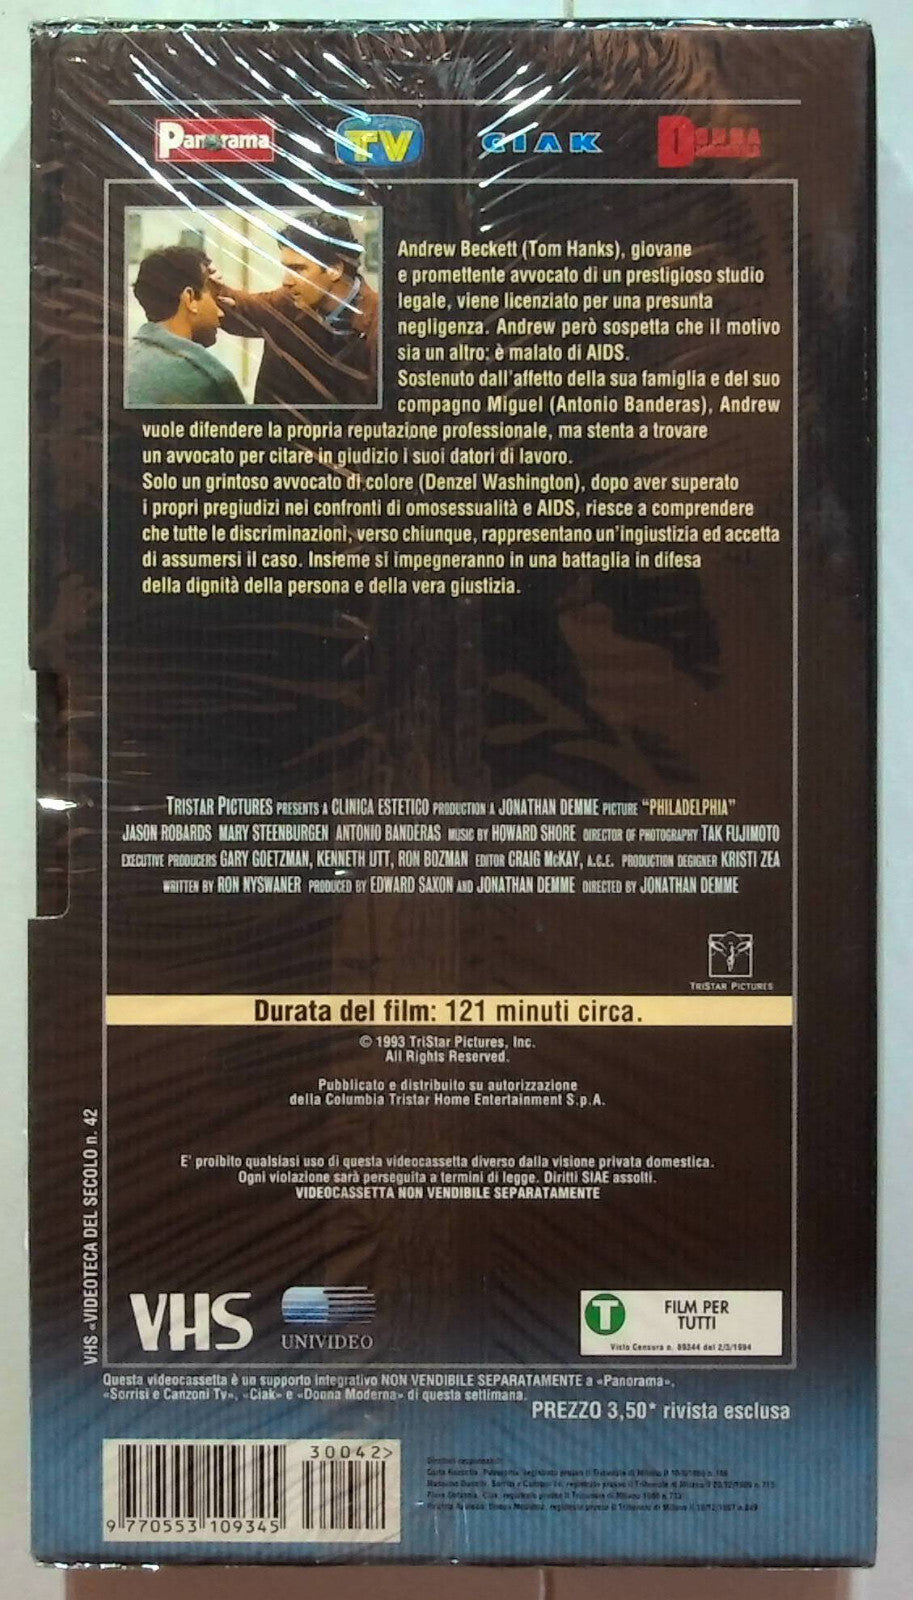 Panorama
TV
CIAK
Andrew Beckett (Tom Hanks), giovane
e promettente avvocato di un prestigioso studio
legale, viene licenziato per una presunta
negligenza. Andrew però sospetta che il motivo
sia un altro: è malato di AIDS.
Sostenuto dall'affetto della sua famiglia e del suo
compagno Miguel (Antonio Banderas), Andrew
vuole difendere la propria reputazione professionale, ma stenta a trovare
un avvocato per citare in giudizio i suoi datori di lavoro.
Solo un grintoso avvocato di colore (Denzel Washington), dopo aver superato
i propri pregiudizi nei confronti di omosessualità e AIDS, riesce a comprendere
che tutte le discriminazioni, verso chiunque, rappresentano un'ingiustizia ed accetta
di assumersi il caso. Insieme si impegneranno in una battaglia in difesa
della dignità della persona e della vera giustizia.
TRISTAR PICTURES PRESENTS A CLINICA ESTETICO PRODUCTION A JONATHAN DEMME PICTURE "PHILADELPHIA"
JASON ROBARDS MARY STEENBURGEN ANTONIO BANDERAS MUSIC BY HOWARD SHORE DIRECTOR OF PHOTOGRAPHY TAK FUJIMOTO
EXECUTIVE PRODUCERS GARY GOETZMAN, KENNETH UTT, RON BOZMAN EDITOR CRAIG McKAY, A.C.E. PRODUCTION DEGIGNER KRISTI ZEA
WRITTEN BY RON NYSWANER PRODUCED BY EDWARD SAXON AND JONATHAN DEMME DIRECTED BY JONATHAN DEMME
TRISTAR PICTURES
Durata del film: 121 minuti circa.
© 1993 TriStar Pictures, Inc.
All Rights Reserved.
Pubblicato e distribuito su autorizzazione
della Columbia Tristar Home Entertainment S.p.A.
E' proibito qualsiasi uso di questa videocassetta diverso dalla visione privata domestica.
Ogni violazione sarà perseguita a termini di legge. Diritti SIAE assolti.
VIDEOCASSETTA NON VENDIBILE SEPARATAMENTE
VHS «VIDEOTECA DEL SECOLO n. 42
VHS
UNIVIDEO
T
FILM PER
TUTTI
Visto Censura n. 89344 del 2/3/1994
Questa videocassetta è un supporto integrativo NON VENDIBILE SEPARATAMENTE a «Panorama»,
«Sorrisi e Canzoni Tv», «Ciak» e «Donna Moderna» di questa settimana.
PREZZO 3,50* rivista esclusa
30042>
9 770553 109345
Direttori responsabili: